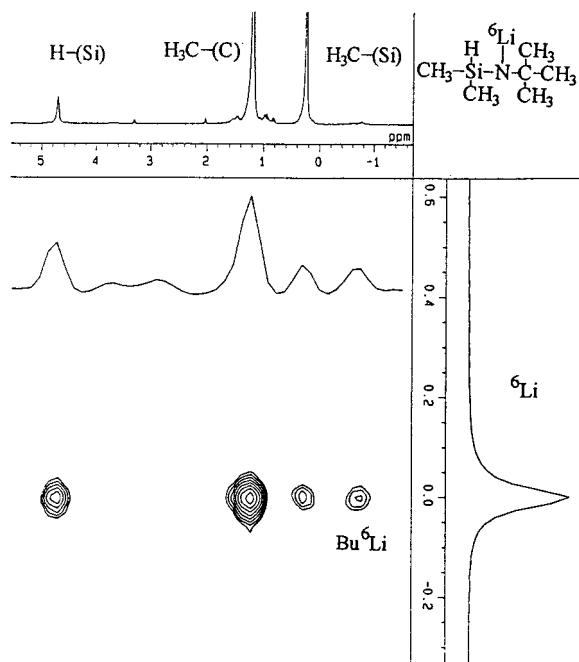 H–(Si)
H₃C–(C)
H₃C–(Si)
⁶Li
H CH₃
CH₃–Si–N–C–CH₃
CH₃ CH₃
ppm
5 4 3 2 1 0 -1
0.6
0.4
0.2
0.0
-0.2
⁶Li
Bu⁶Li